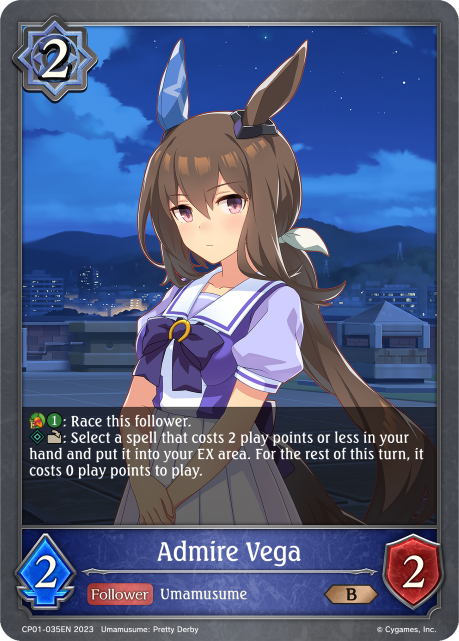 2
1 : Race this follower.
: Select a spell that costs 2 play points or less in your
hand and put it into your EX area. For the rest of this turn, it
costs 0 play points to play.
Admire Vega
2
Follower Umamusume
B
2
CP01-035EN 2023 Umamusume: Pretty Derby
© Cygames, Inc.